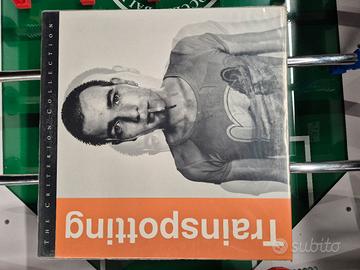 THE CRITERION COLLECTION
Trainspotting
subito